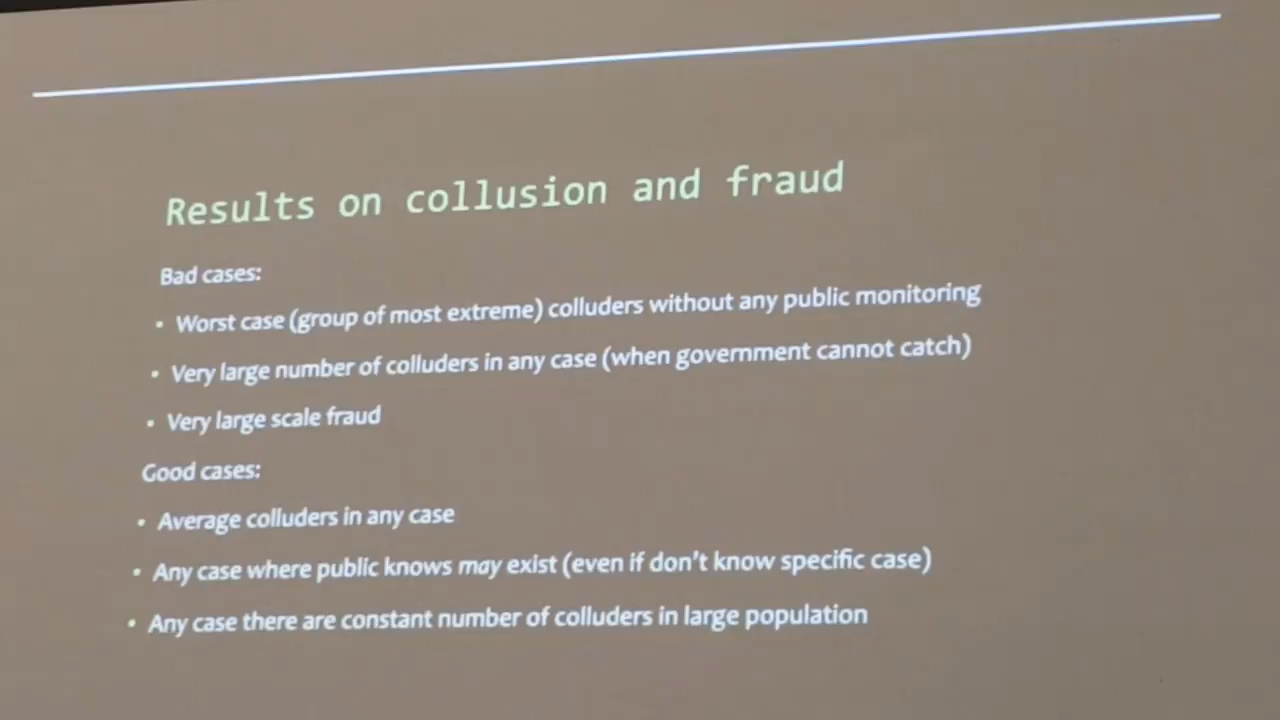 Results on collusion and fraud
Bad cases:
• Worst case (group of most extreme) colluders without any public monitoring
• Very large number of colluders in any case (when government cannot catch)
• Very large scale fraud
Good cases:
• Average colluders in any case
• Any case where public knows may exist (even if don't know specific case)
• Any case there are constant number of colluders in large population